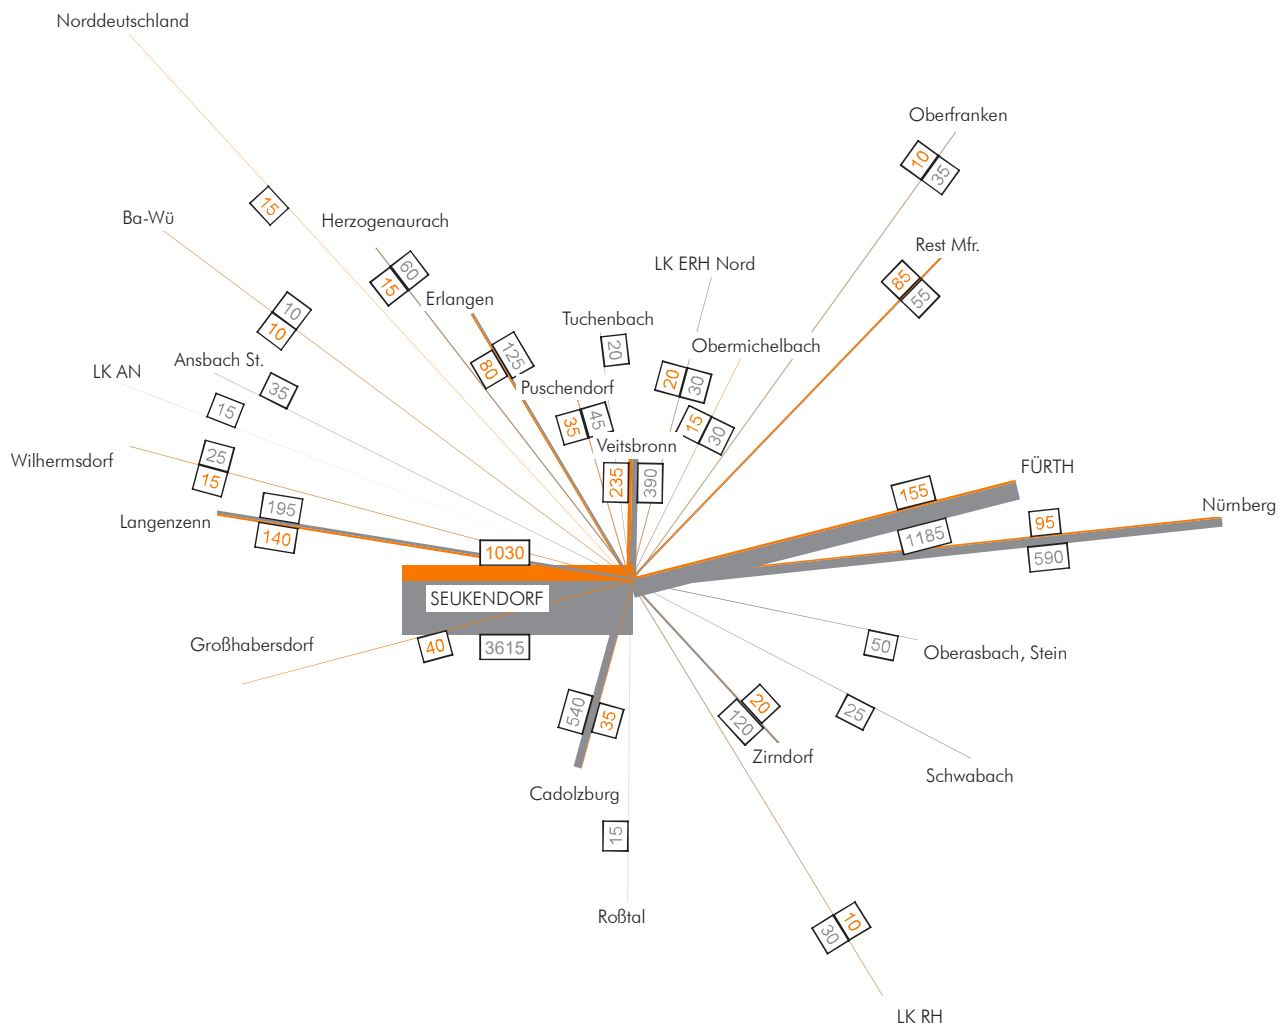 Norddeutschland
15
Oberfranken
10
35
Ba-Wü
10
10
Herzogenaurach
60
15
Rest Mfr.
85
55
LK ERH Nord
20
30
Erlangen
125
80
Tuchenbach
20
Obermichelbach
15
30
Ansbach St.
35
LK AN
15
Puschendorf
35
45
Veitsbronn
235
390
Wilhermsdorf
25
15
FÜRTH
155
1185
Nürnberg
95
590
Langenzenn
195
140
1030
SEUKENDORF
3615
Großhabersdorf
40
Oberasbach, Stein
50
Schwabach
25
Zirndorf
20
120
Cadolzburg
540
35
Roßtal
15
LK RH
10
30